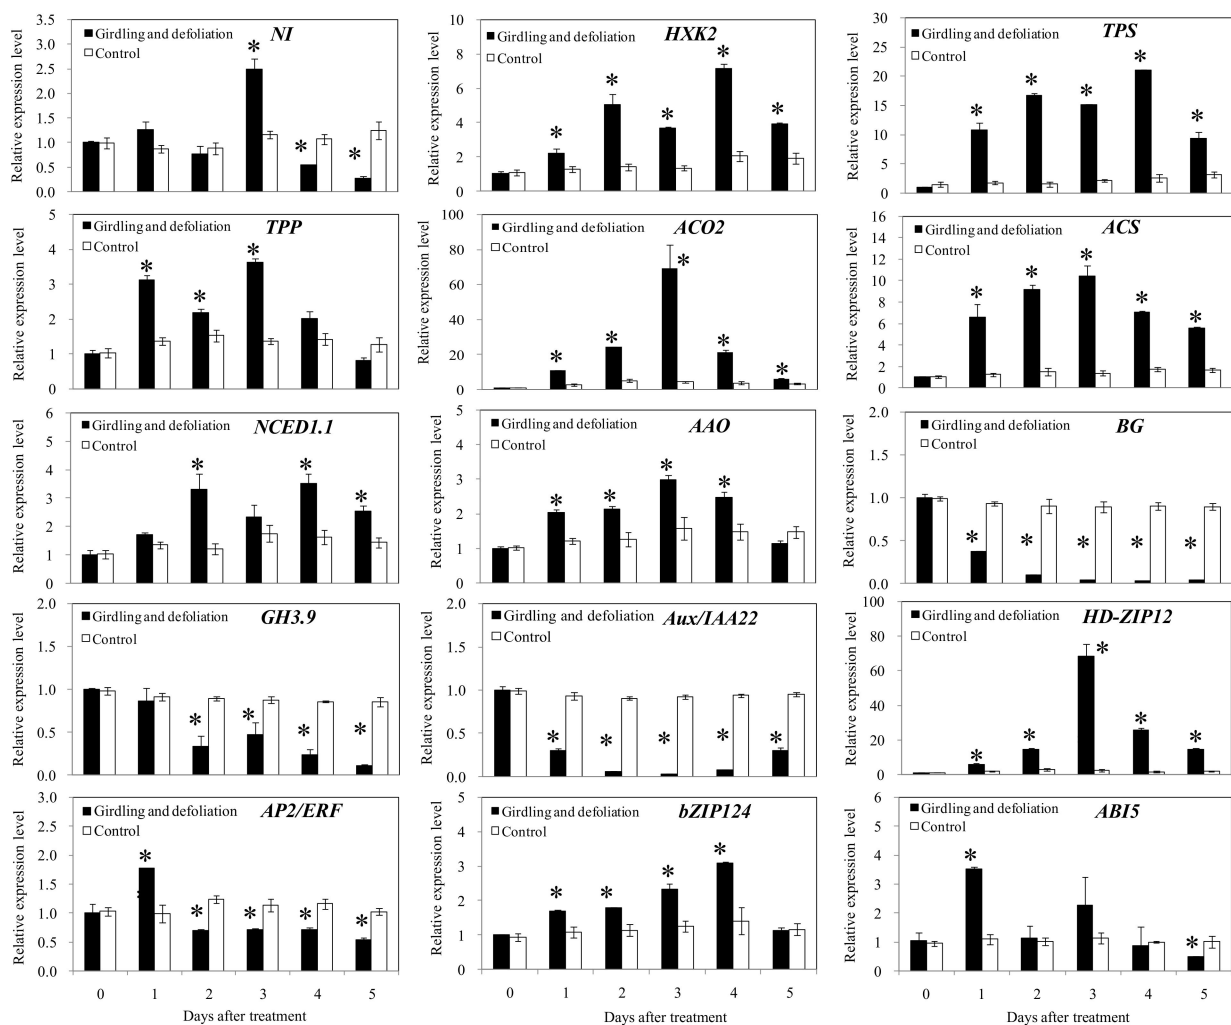 NI
Girdling and defoliation
Control
Relative expression level
3.5
3.0
2.5
2.0
1.5
1.0
0.5
0.0
*
*
*
HXK2
Girdling and defoliation
Control
Relative expression level
10
8
6
4
2
0
*
*
*
*
*
TPS
Girdling and defoliation
Control
Relative expression level
30
25
20
15
10
5
0
*
*
*
*
*
TPP
Girdling and defoliation
Control
Relative expression level
5
4
3
2
1
0
*
*
*
ACO2
Girdling and defoliation
Control
Relative expression level
100
80
60
40
20
0
*
*
*
*
*
ACS
Girdling and defoliation
Control
Relative expression level
16
14
12
10
8
6
4
2
0
*
*
*
*
*
NCED1.1
Girdling and defoliation
Control
Relative expression level
6
5
4
3
2
1
0
*
*
*
AAO
Girdling and defoliation
Control
Relative expression level
5
4
3
2
1
0
*
*
*
*
BG
Girdling and defoliation
Control
Relative expression level
2.0
1.5
1.0
0.5
0.0
*
*
*
*
*
GH3.9
Girdling and defoliation
Control
Relative expression level
2.0
1.5
1.0
0.5
0.0
*
*
*
*
Aux/IAA22
Girdling and defoliation
Control
Relative expression level
2.0
1.5
1.0
0.5
0.0
*
*
*
*
*
HD-ZIP12
Girdling and defoliation
Control
Relative expression level
100
80
60
40
20
0
*
*
*
*
*
AP2/ERF
Girdling and defoliation
Control
Relative expression level
3.0
2.5
2.0
1.5
1.0
0.5
0.0
*
*
*
*
*
0 1 2 3 4 5
Days after treatment
bZIP124
Girdling and defoliation
Control
Relative expression level
5
4
3
2
1
0
*
*
*
*
0 1 2 3 4 5
Days after treatment
ABI5
Girdling and defoliation
Control
Relative expression level
6
5
4
3
2
1
0
*
*
0 1 2 3 4 5
Days after treatment